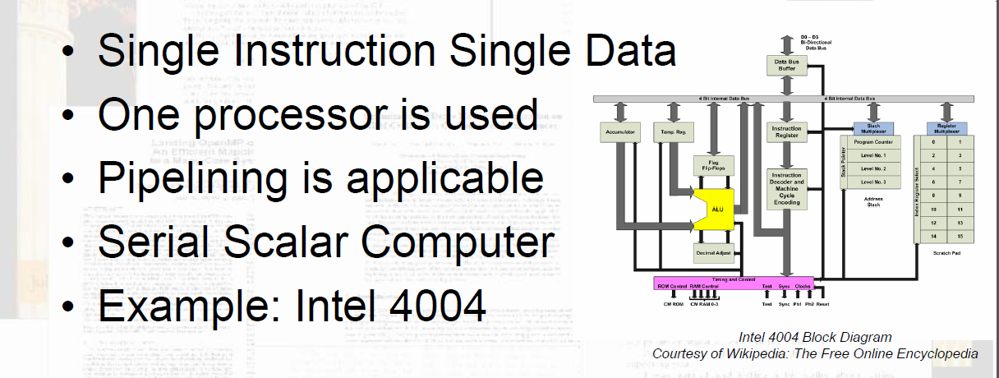 • Single Instruction Single Data
• One processor is used
• Pipelining is applicable
• Serial Scalar Computer
• Example: Intel 4004
D0 – D3
Bi-Directional
Data Bus
Data Bus
Buffer
4 Bit internal Data Bus
4 Bit internal Data Bus
Accumulator
Temp. Reg.
Instruction
Register
Stack
Multiplexer
Register
Multiplexer
Flag
Flip-Flops
Instruction
Decoder and
Machine
Cycle
Encoding
Stack Pointer
Program Counter
Level No. 1
Level No. 2
Level No. 3
Address
Stack
Index Register Select
0 1
2 3
4 5
6 7
8 9
10 11
12 13
14 15
Scratch Pad
ALU
Decimal Adjust
Timing and Control
ROM Control RAM Control Test Sync Clocks
CM ROM CM RAM 0-3 Test Sync Ph1 Ph2 Reset
Intel 4004 Block Diagram
Courtesy of Wikipedia: The Free Online Encyclopedia